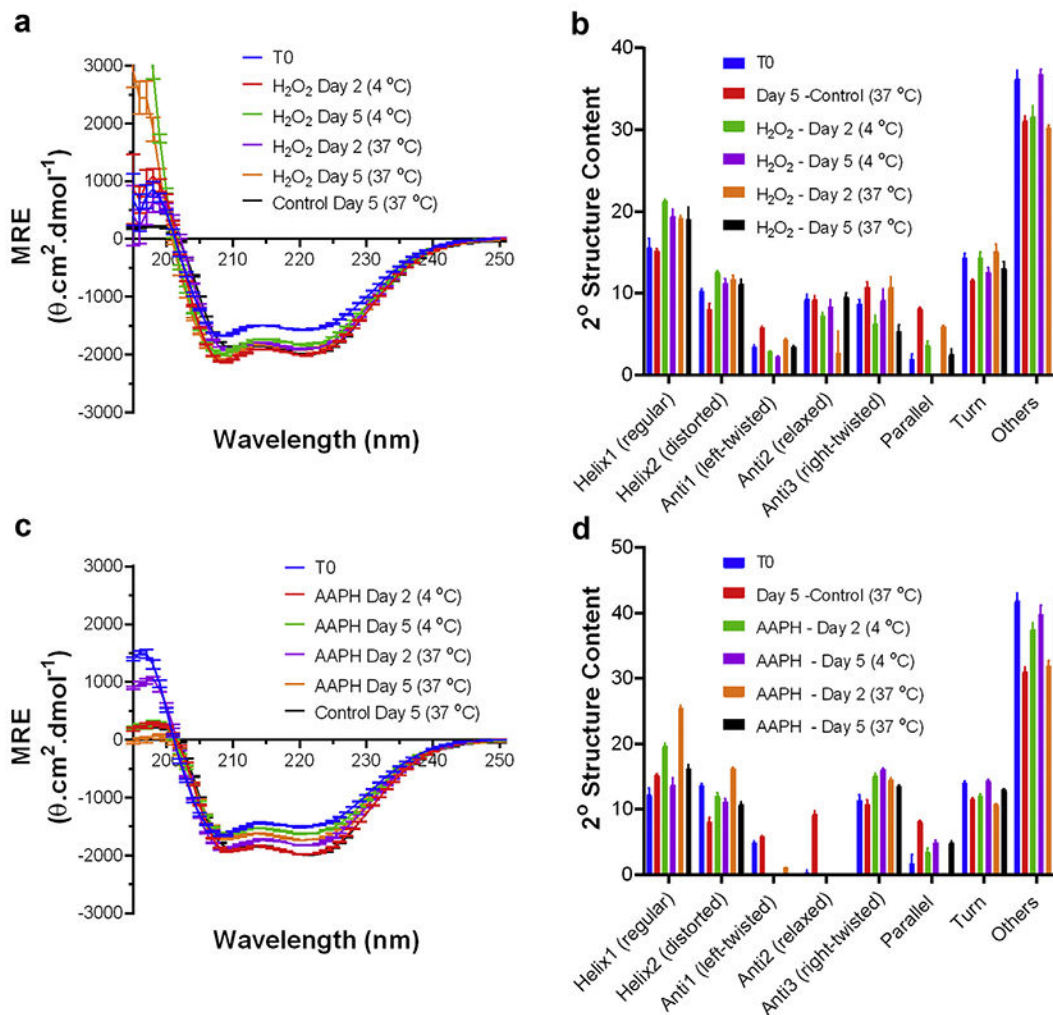 a
3000
2000
1000
0
-1000
-2000
-3000
200
210
220
230
240
250
MRE
(θ.cm².dmol⁻¹)
Wavelength (nm)
T0
H₂O₂ Day 2 (4 °C)
H₂O₂ Day 5 (4 °C)
H₂O₂ Day 2 (37 °C)
H₂O₂ Day 5 (37 °C)
Control Day 5 (37 °C)
b
40
30
20
10
0
2° Structure Content
T0
Day 5 -Control (37 °C)
H₂O₂ - Day 2 (4 °C)
H₂O₂ - Day 5 (4 °C)
H₂O₂ - Day 2 (37 °C)
H₂O₂ - Day 5 (37 °C)
Helix1 (regular)
Helix2 (distorted)
Anti1 (left-twisted)
Anti2 (relaxed)
Anti3 (right-twisted)
Parallel
Turn
Others
c
3000
2000
1000
0
-1000
-2000
-3000
200
210
220
230
240
250
MRE
(θ.cm².dmol⁻¹)
Wavelength (nm)
T0
AAPH Day 2 (4 °C)
AAPH Day 5 (4 °C)
AAPH Day 2 (37 °C)
AAPH Day 5 (37 °C)
Control Day 5 (37 °C)
d
50
40
30
20
10
0
2° Structure Content
T0
Day 5 -Control (37 °C)
AAPH - Day 2 (4 °C)
AAPH - Day 5 (4 °C)
AAPH - Day 2 (37 °C)
AAPH - Day 5 (37 °C)
Helix1 (regular)
Helix2 (distorted)
Anti1 (left-twisted)
Anti2 (relaxed)
Anti3 (right-twisted)
Parallel
Turn
Others